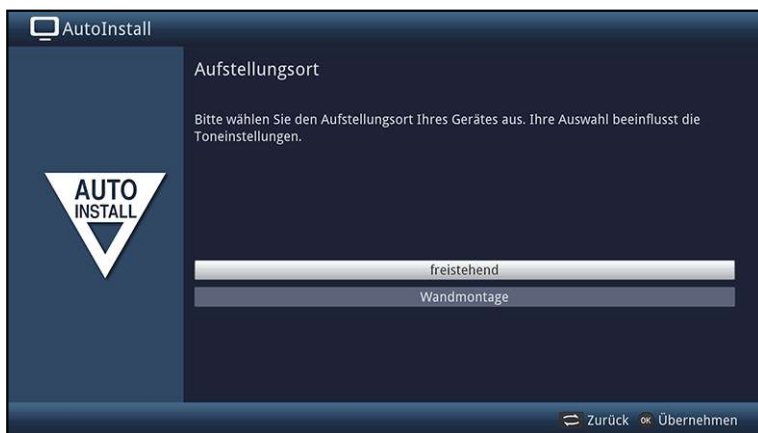 AutoInstall
Aufstellungsort
Bitte wählen Sie den Aufstellungsort Ihres Gerätes aus. Ihre Auswahl beeinflusst die
Toneinstellungen.
AUTO
INSTALL
freistehend
Wandmontage
Zurück OK Übernehmen